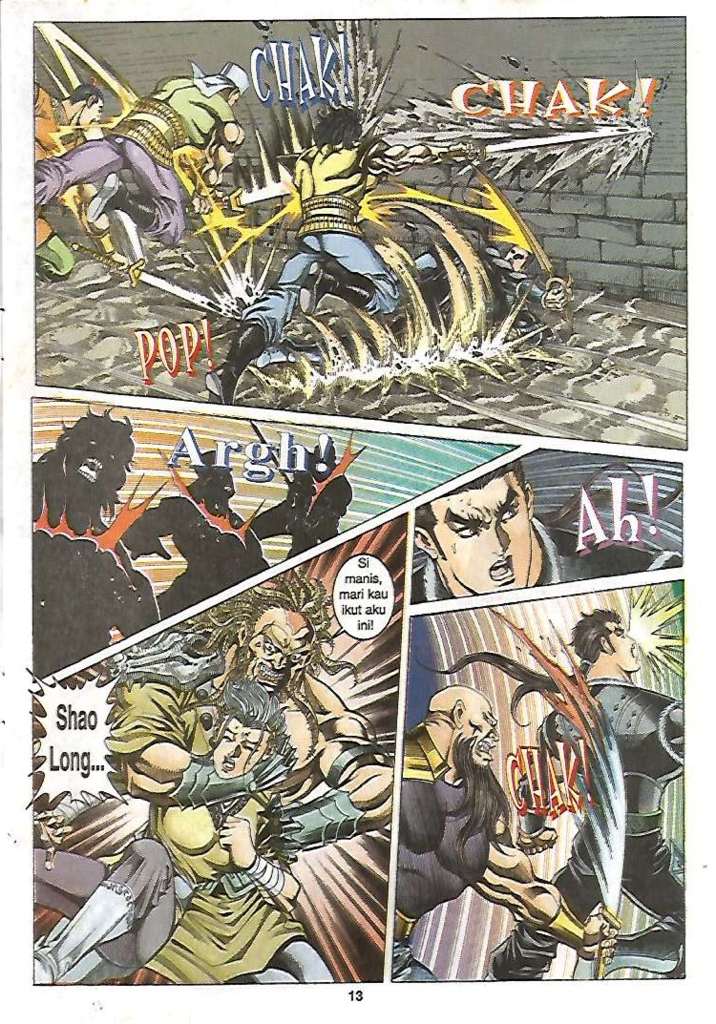 CHAK!
CHAK!
POP!
Argh!
Ah!
Si
manis,
mari kau
ikut aku
ini!
Shao
Long...
CHAK!
13